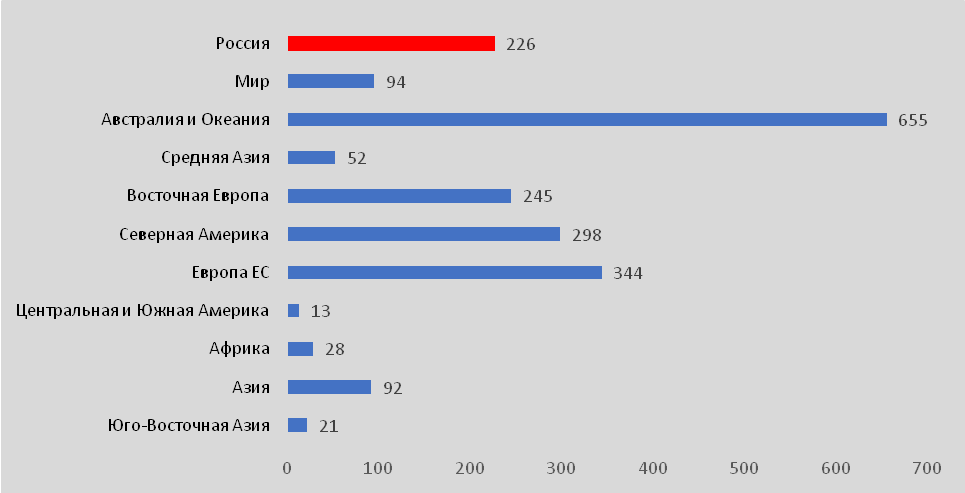 Россия 226
Мир 94
Австралия и Океания 655
Средняя Азия 52
Восточная Европа 245
Северная Америка 298
Европа ЕС 344
Центральная и Южная Америка 13
Африка 28
Азия 92
Юго-Восточная Азия 21
0 100 200 300 400 500 600 700